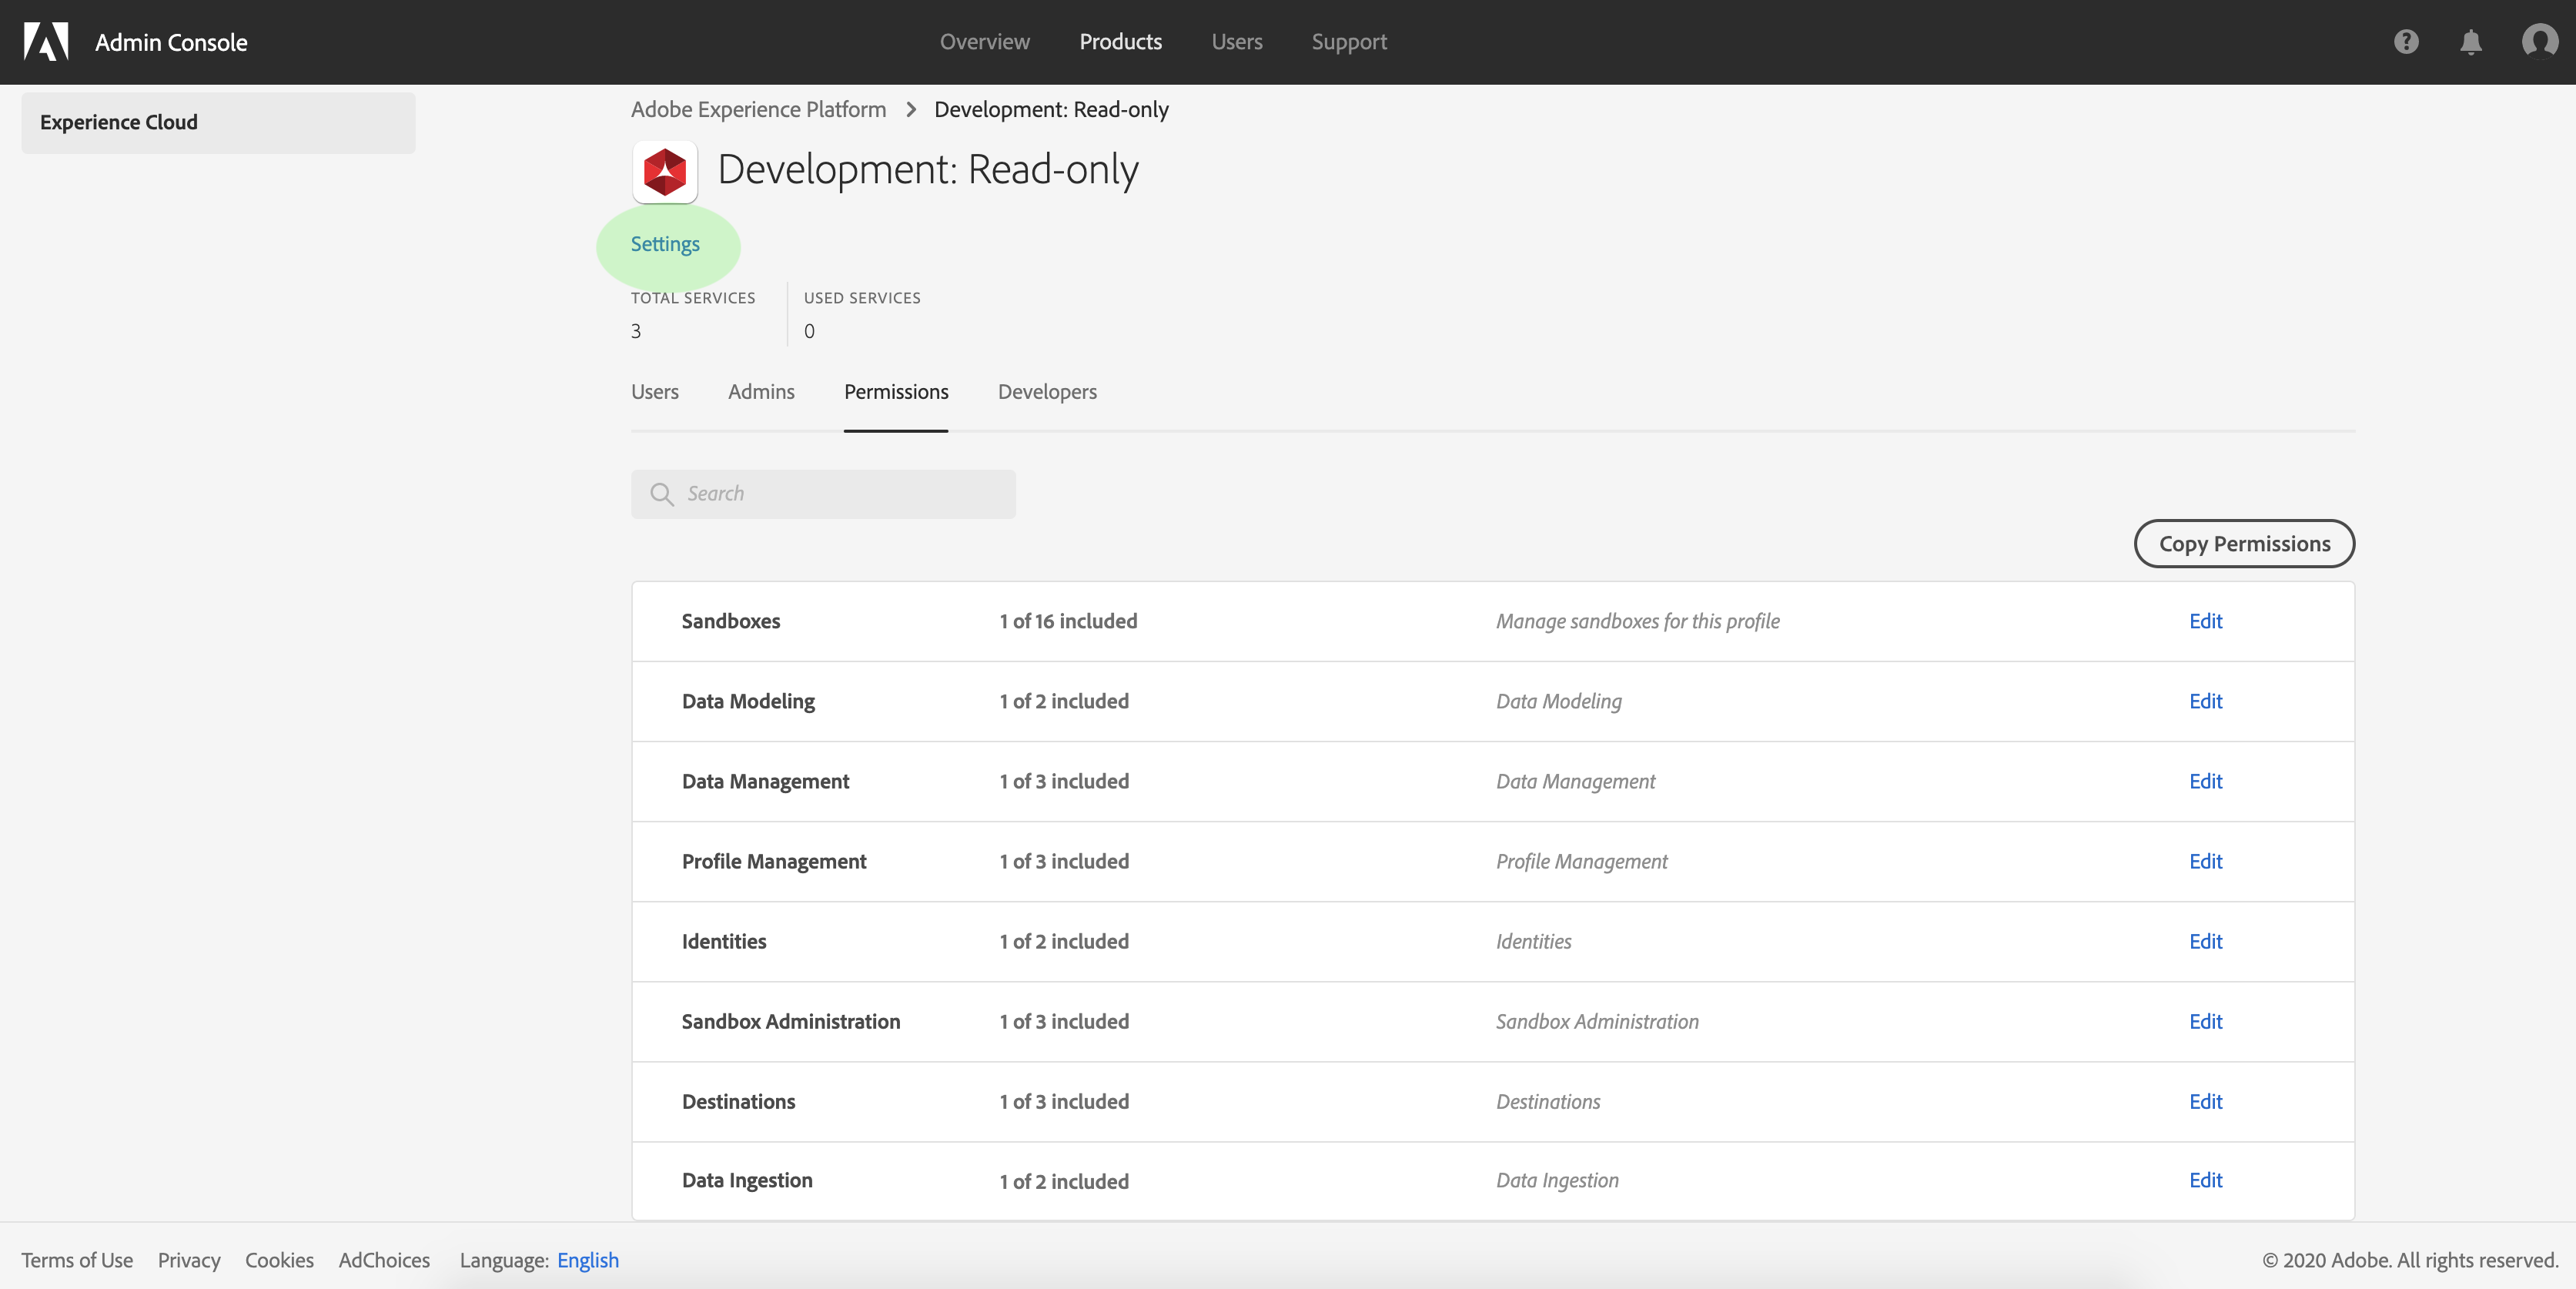 Admin Console
Overview Products Users Support
Experience Cloud
Adobe Experience Platform > Development: Read-only
Development: Read-only
Settings
TOTAL SERVICES USED SERVICES
3 0
Users Admins Permissions Developers
Search
Copy Permissions
Sandboxes 1 of 16 included Manage sandboxes for this profile Edit
Data Modeling 1 of 2 included Data Modeling Edit
Data Management 1 of 3 included Data Management Edit
Profile Management 1 of 3 included Profile Management Edit
Identities 1 of 2 included Identities Edit
Sandbox Administration 1 of 3 included Sandbox Administration Edit
Destinations 1 of 3 included Destinations Edit
Data Ingestion 1 of 2 included Data Ingestion Edit
Terms of Use Privacy Cookies AdChoices Language: English © 2020 Adobe. All rights reserved.